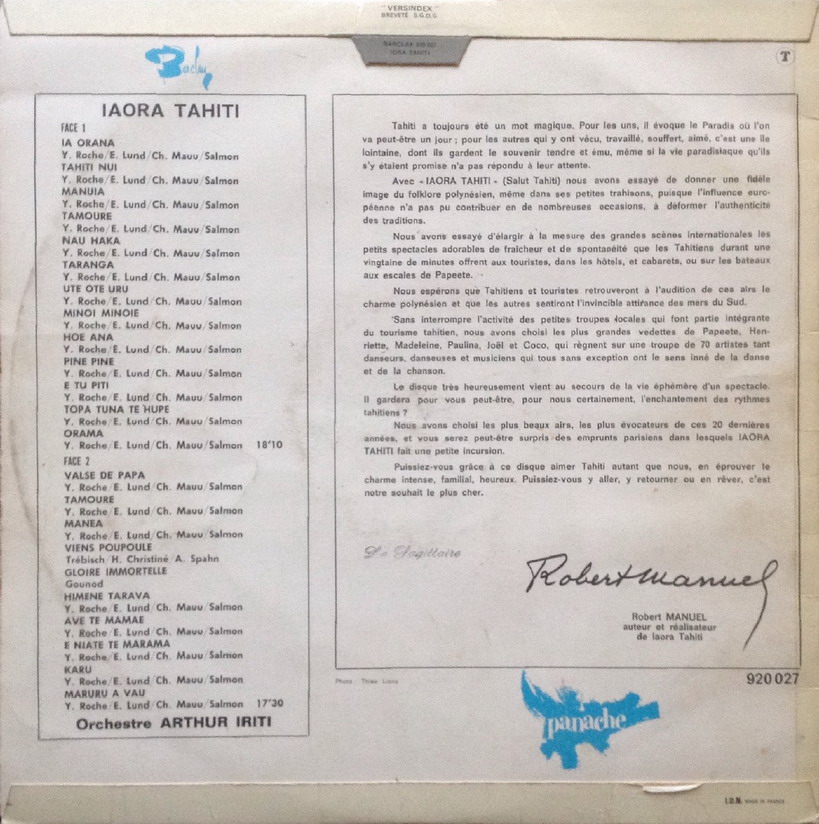 " VERSINDEX "
BREVETÉ S.G.D.G.
BARCLAY 920 027
IORA TAHITI
T
Barclay
IAORA TAHITI
FACE 1
IA ORANA
Y. Roche/E. Lund/Ch. Mauu/Salmon
TAHITI NUI
Y. Roche/E. Lund/Ch. Mauu/Salmon
MANUIA
Y. Roche/E. Lund/Ch. Mauu/Salmon
TAMOURE
Y. Roche/E. Lund/Ch. Mauu/Salmon
NAU HAKA
Y. Roche/E. Lund/Ch. Mauu/Salmon
TARANGA
Y. Roche/E. Lund/Ch. Mauu/Salmon
UTE OTE URU
Y. Roche/E. Lund/Ch. Mauu/Salmon
MINOI MINOIE
Y. Roche/E. Lund/Ch. Mauu/Salmon
HOE ANA
Y. Roche/E. Lund/Ch. Mauu/Salmon
PINE PINE
Y. Roche/E. Lund/Ch. Mauu/Salmon
E TU PITI
Y. Roche/E. Lund/Ch. Mauu/Salmon
TOPA TUNA TE HUPE
Y. Roche/E. Lund/Ch. Mauu/Salmon
ORAMA
Y. Roche/E. Lund/Ch. Mauu/Salmon 18'10
FACE 2
VALSE DE PAPA
Y. Roche/E. Lund/Ch. Mauu/Salmon
TAMOURE
Y. Roche/E. Lund/Ch. Mauu/Salmon
MANEA
Y. Roche/E. Lund/Ch. Mauu/Salmon
VIENS POUPOULE
Trébisch/H. Christiné/A. Spahn
GLOIRE IMMORTELLE
Gounod
HIMENE TARAVA
Y. Roche/E. Lund/Ch. Mauu/Salmon
AVE TE MAMAE
Y. Roche/E. Lund/Ch. Mauu/Salmon
E NIATE TE MARAMA
Y. Roche/E. Lund/Ch. Mauu/Salmon
KARU
Y. Roche/E. Lund/Ch. Mauu/Salmon
MARURU A VAU
Y. Roche/E. Lund/Ch. Mauu/Salmon 17'30
Orchestre ARTHUR IRITI
Tahiti a toujours été un mot magique. Pour les uns, il évoque le Paradis où l'on
va peut-être un jour ; pour les autres qui y ont vécu, travaillé, souffert, aimé, c'est une île
lointaine, dont ils gardent le souvenir tendre et ému, même si la vie paradisiaque qu'ils
s'y étaient promise n'a pas répondu à leur attente.
Avec « IAORA TAHITI » (Salut Tahiti) nous avons essayé de donner une fidèle
image du folklore polynésien, même dans ses petites trahisons, puisque l'influence euro-
péenne n'a pas pu contribuer en de nombreuses occasions, à déformer l'authenticité
des traditions.
Nous avons essayé d'élargir à la mesure des grandes scènes internationales les
petits spectacles adorables de fraîcheur et de spontanéité que les Tahitiens durant une
vingtaine de minutes offrent aux touristes, dans les hôtels, et cabarets, ou sur les bateaux
aux escales de Papeete.
Nous espérons que Tahitiens et touristes retrouveront à l'audition de ces airs le
charme polynésien et que les autres sentiront l'invincible attirance des mers du Sud.
Sans interrompre l'activité des petites troupes locales qui font partie intégrante
du tourisme tahitien, nous avons choisi les plus grandes vedettes de Papeete, Hen-
riette, Madeleine, Paulina, Joël et Coco, qui règnent sur une troupe de 70 artistes tant
danseurs, danseuses et musiciens qui tous sans exception ont le sens inné de la danse
et de la chanson.
Le disque très heureusement vient au secours de la vie éphémère d'un spectacle.
Il gardera pour vous peut-être, pour nous certainement, l'enchantement des rythmes
tahitiens ?
Nous avons choisi les plus beaux airs, les plus évocateurs de ces 20 dernières
années, et vous serez peut-être surpris des emprunts parisiens dans lesquels IAORA
TAHITI fait une petite incursion.
Puissiez-vous grâce à ce disque aimer Tahiti autant que nous, en éprouver le
charme intense, familial, heureux. Puissiez-vous y aller, y retourner ou en rêver, c'est
notre souhait le plus cher.
Le Sagittaire
Robert Manuel
Robert MANUEL
auteur et réalisateur
de Iaora Tahiti
Photo : Three Lions
920 027
panache
I.D.N. MADE IN FRANCE